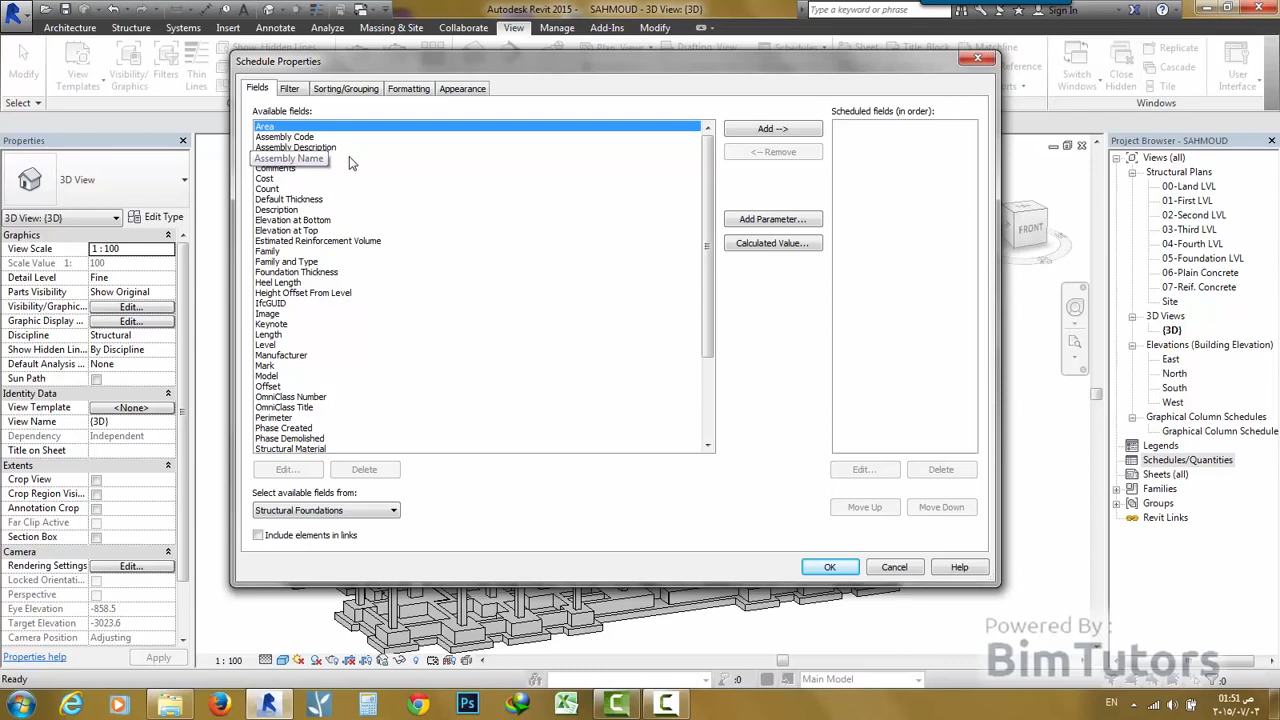 Autodesk Revit 2015 - SAHMOUD - 3D View: {3D}
Type a keyword or phrase
Sign In
Architecture Structure Systems Insert Annotate Analyze Massing & Site Collaborate View Manage Add-Ins Modify
Modify
View Templates
Visibility/ Graphics
Filters
Thin Lines
Switch Windows
Close Hidden
Replicate
Cascade
Tile
User Interface
Select
Windows
Schedule Properties
Fields Filter Sorting/Grouping Formatting Appearance
Available fields:
Area
Assembly Code
Assembly Description
Assembly Name
Comments
Cost
Count
Default Thickness
Description
Elevation at Bottom
Elevation at Top
Estimated Reinforcement Volume
Family
Family and Type
Foundation Thickness
Heel Length
Height Offset From Level
IfcGUID
Image
Keynote
Length
Level
Manufacturer
Mark
Model
Offset
OmniClass Number
OmniClass Title
Perimeter
Phase Created
Phase Demolished
Structural Material
Add -->
<-- Remove
Add Parameter...
Calculated Value...
Scheduled fields (in order):
Edit... Delete
Edit... Delete
Select available fields from:
Structural Foundations
Move Up Move Down
Include elements in links
OK Cancel Help
Properties
3D View
3D View: {3D} Edit Type
Graphics
View Scale 1 : 100
Scale Value 1: 100
Detail Level Fine
Parts Visibility Show Original
Visibility/Graphic... Edit...
Graphic Display ... Edit...
Discipline Structural
Show Hidden Lin... By Discipline
Default Analysis ... None
Sun Path
Identity Data
View Template <None>
View Name {3D}
Dependency Independent
Title on Sheet
Extents
Crop View
Crop Region Visi...
Annotation Crop
Far Clip Active
Section Box
Camera
Rendering Settings Edit...
Locked Orientati...
Perspective
Eye Elevation -858.5
Target Elevation -3023.6
Camera Position Adjusting
Properties help Apply
FRONT
Project Browser - SAHMOUD
Views (all)
Structural Plans
00-Land LVL
01-First LVL
02-Second LVL
03-Third LVL
04-Fourth LVL
05-Foundation LVL
06-Plain Concrete
07-Reif. Concrete
Site
3D Views
{3D}
Elevations (Building Elevation)
East
North
South
West
Graphical Column Schedules
Graphical Column Schedule
Legends
Schedules/Quantities
Sheets (all)
Families
Groups
Revit Links
Powered By :
BimTutors
1 : 100
Ready
:0
Main Model
:0
EN
01:51 ص
٢٠١٥/٠٧/٠٣